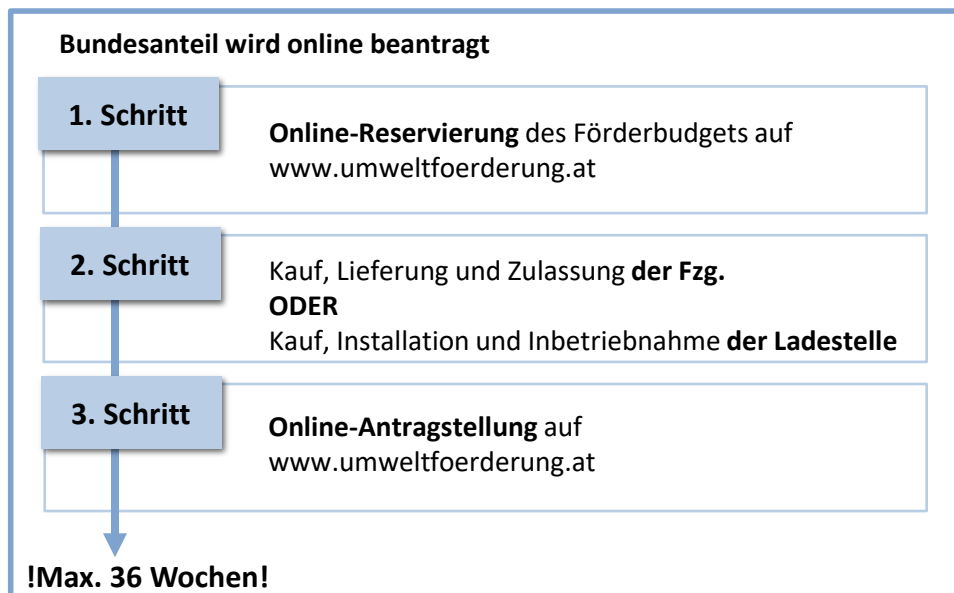 Bundesanteil wird online beantragt
1. Schritt
Online-Reservierung des Förderbudgets auf
www.umweltfoerderung.at
2. Schritt
Kauf, Lieferung und Zulassung der Fzg.
ODER
Kauf, Installation und Inbetriebnahme der Ladestelle
3. Schritt
Online-Antragstellung auf
www.umweltfoerderung.at
!Max. 36 Wochen!